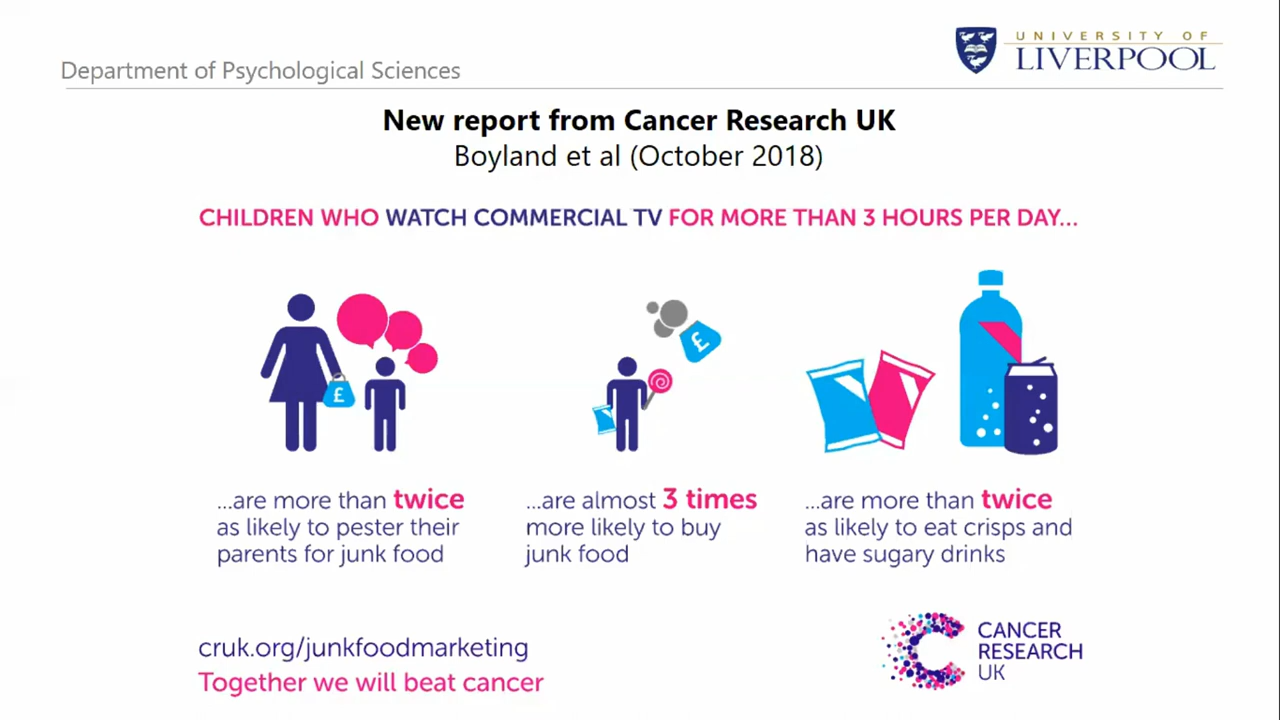 UNIVERSITY OF
LIVERPOOL
Department of Psychological Sciences
New report from Cancer Research UK
Boyland et al (October 2018)
CHILDREN WHO WATCH COMMERCIAL TV FOR MORE THAN 3 HOURS PER DAY...
£
£
...are more than twice
as likely to pester their
parents for junk food
...are almost 3 times
more likely to buy
junk food
...are more than twice
as likely to eat crisps and
have sugary drinks
cruk.org/junkfoodmarketing
Together we will beat cancer
CANCER
RESEARCH
UK